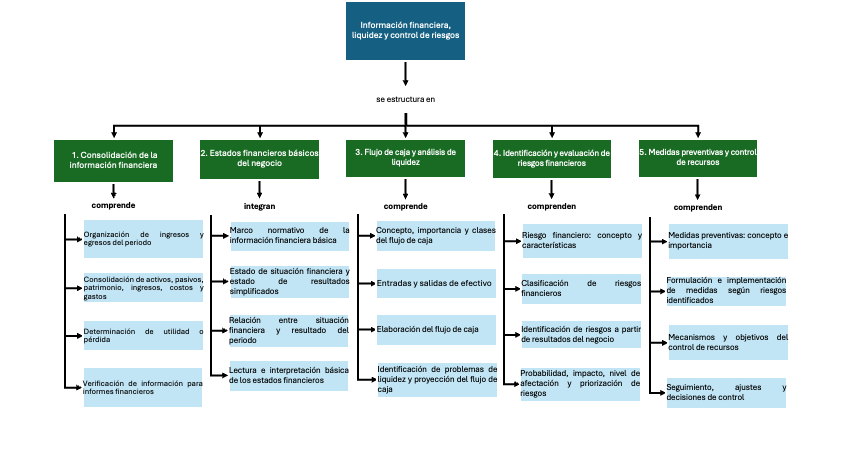 Información financiera,
liquidez y control de riesgos
se estructura en
1. Consolidación de la
información financiera
2. Estados financieros básicos
del negocio
3. Flujo de caja y análisis de
liquidez
4. Identificación y evaluación de
riesgos financieros
5. Medidas preventivas y control
de recursos
comprende
integran
comprende
comprenden
comprenden
Organización de ingresos y
egresos del periodo
Consolidación de activos, pasivos,
patrimonio, ingresos, costos y
gastos
Determinación de utilidad o
pérdida
Verificación de información para
informes financieros
Marco normativo de la
información financiera básica
Estado de situación financiera y
estado de resultados
simplificados
Relación entre situación
financiera y resultado del
periodo
Lectura e interpretación básica
de los estados financieros
Concepto, importancia y clases
del flujo de caja
Entradas y salidas de efectivo
Elaboración del flujo de caja
Identificación de problemas de
liquidez y proyección del flujo de
caja
Riesgo financiero: concepto y
características
Clasificación de riesgos
financieros
Identificación de riesgos a partir
de resultados del negocio
Probabilidad, impacto, nivel de
afectación y priorización de
riesgos
Medidas preventivas: concepto e
importancia
Formulación e implementación
de medidas según riesgos
identificados
Mecanismos y objetivos del
control de recursos
Seguimiento, ajustes y
decisiones de control